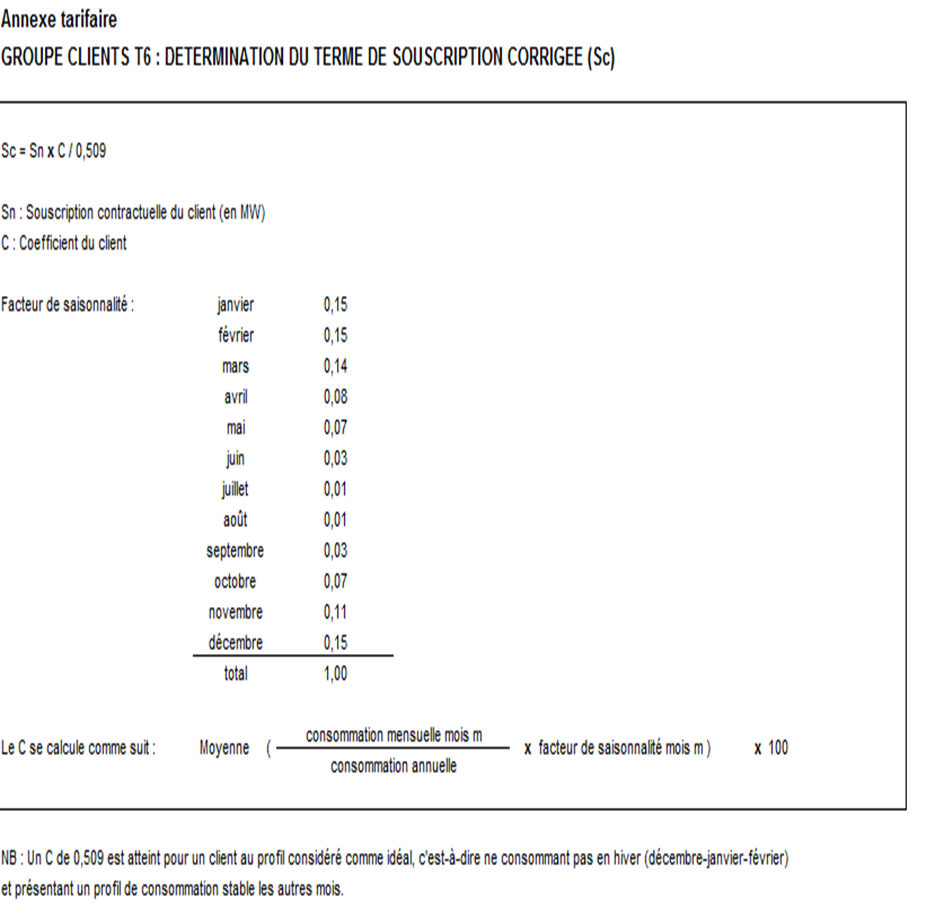 Annexe tarifaire
GROUPE CLIENTS T6 : DETERMINATION DU TERME DE SOUSCRIPTION CORRIGEE (Sc)
Sc = Sn x C / 0,509
Sn : Souscription contractuelle du client (en MW)
C : Coefficient du client
Facteur de saisonnalité : janvier 0,15
février 0,15
mars 0,14
avril 0,08
mai 0,07
juin 0,03
juillet 0,01
août 0,01
septembre 0,03
octobre 0,07
novembre 0,11
décembre 0,15
total 1,00
Le C se calcule comme suit : Moyenne ( consommation mensuelle mois m
consommation annuelle x facteur de saisonnalité mois m ) x 100
NB : Un C de 0,509 est atteint pour un client au profil considéré comme idéal, c'est-à-dire ne consommant pas en hiver (décembre-janvier-février)
et présentant un profil de consommation stable les autres mois.